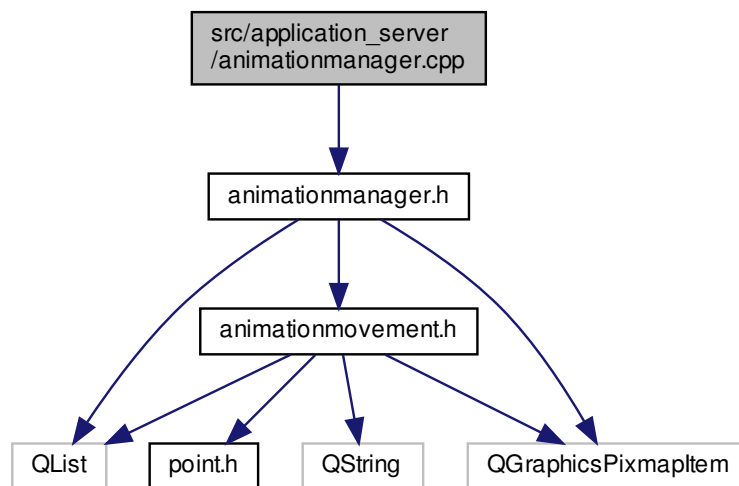 src/application_server
/animationmanager.cpp
animationmanager.h
animationmovement.h
QList
point.h
QString
QGraphicsPixmapItem